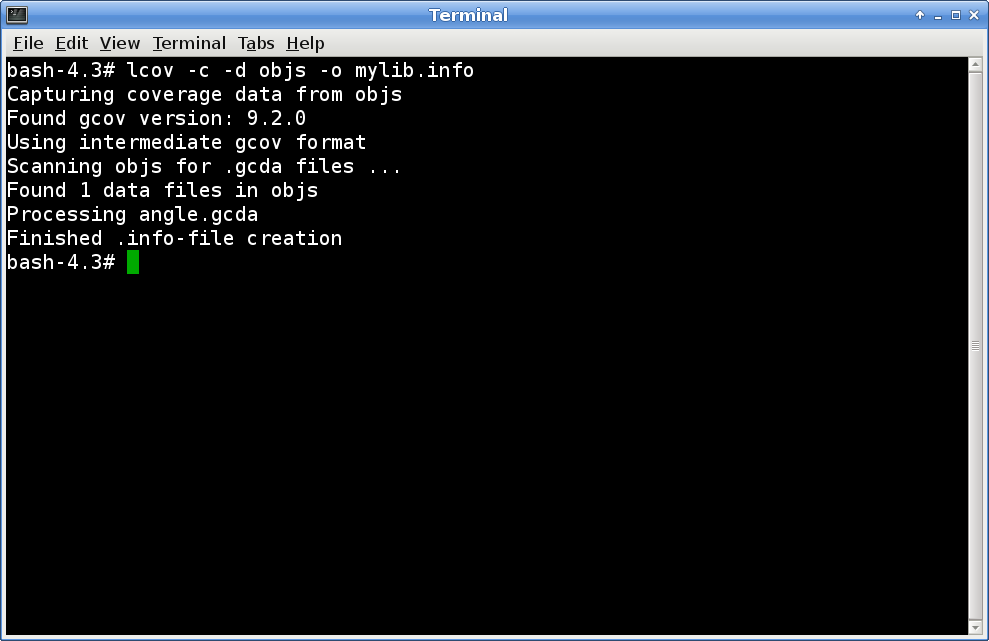 Terminal
File Edit View Terminal Tabs Help
bash-4.3# lcov -c -d objs -o mylib.info
Capturing coverage data from objs
Found gcov version: 9.2.0
Using intermediate gcov format
Scanning objs for .gcda files ...
Found 1 data files in objs
Processing angle.gcda
Finished .info-file creation
bash-4.3#